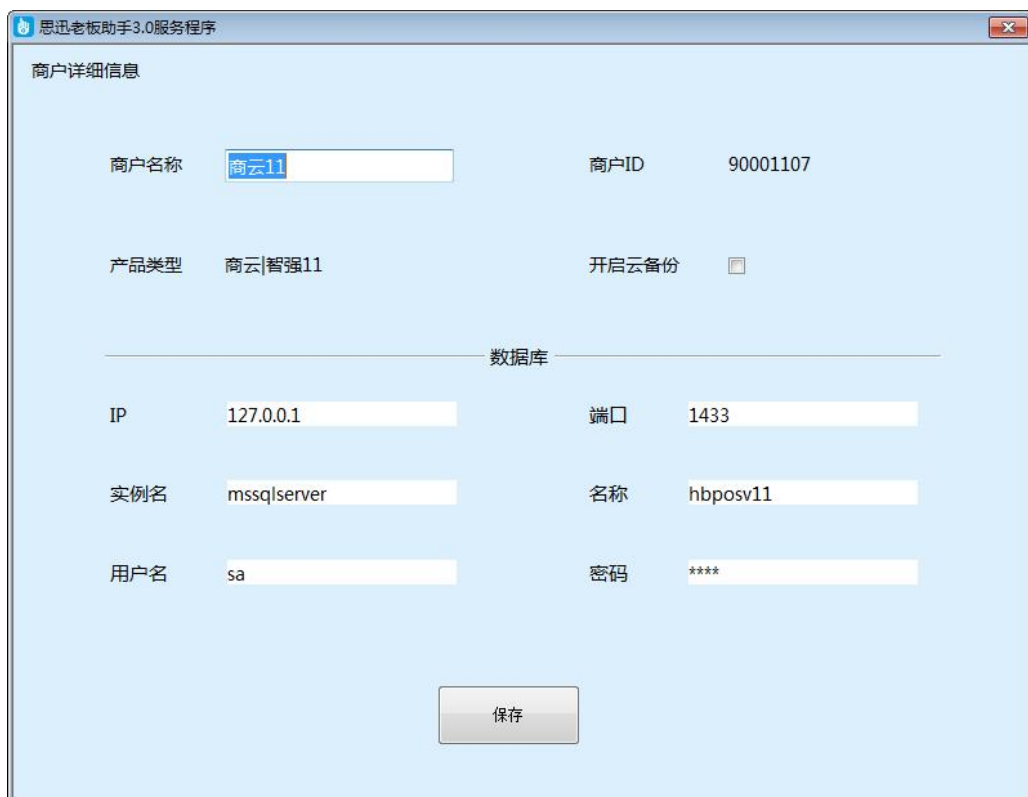 思迅老板助手3.0服务程序
商户详细信息
商户名称 商云11 商户ID 90001107
产品类型 商云|智强11 开启云备份
数据库
IP 127.0.0.1 端口 1433
实例名 mssqlserver 名称 hbposv11
用户名 sa 密码 ****
保存